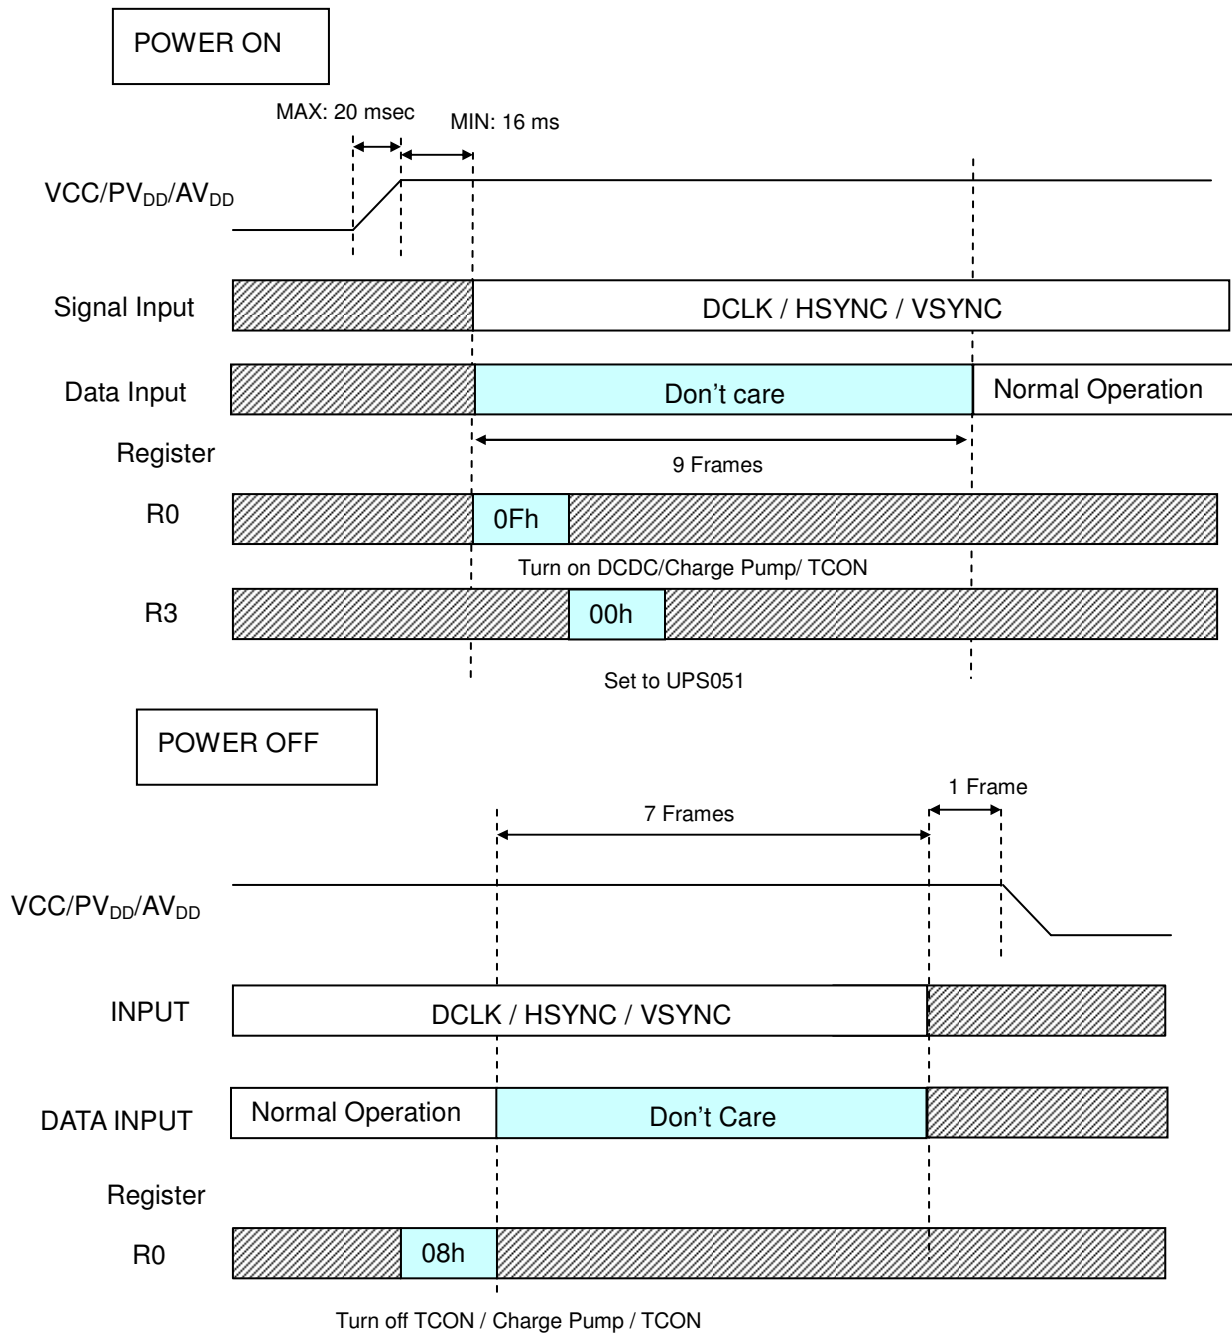 POWER ON
MAX: 20 msec
MIN: 16 ms
VCC/PVDD/AVDD
Signal Input
DCLK / HSYNC / VSYNC
Data Input
Don't care
Normal Operation
Register
9 Frames
R0
0Fh
Turn on DCDC/Charge Pump/ TCON
R3
00h
Set to UPS051
POWER OFF
1 Frame
7 Frames
VCC/PVDD/AVDD
INPUT
DCLK / HSYNC / VSYNC
DATA INPUT
Normal Operation
Don't Care
Register
R0
08h
Turn off TCON / Charge Pump / TCON